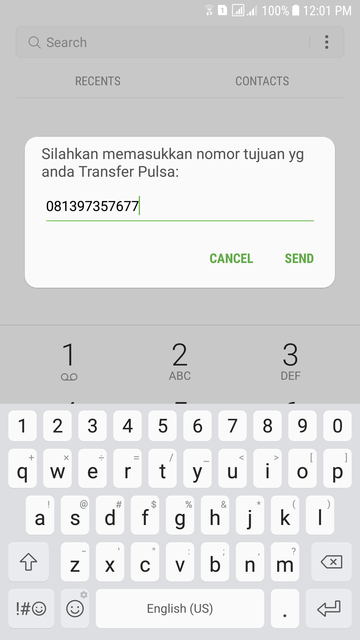 100% 12:01 PM
Search
RECENTS CONTACTS
Silahkan memasukkan nomor tujuan yg
anda Transfer Pulsa:
081397357677
CANCEL SEND
1 2 3
ABC DEF
1 2 3 4 5 6 7 8 9 0
+ × ÷ = / _ < > [ ]
q w e r t y u i o p
! @ # $ % & * ( )
a s d f g h j k l
- ' " : ; , ?
z x c v b n m
!#☺ English (US) .